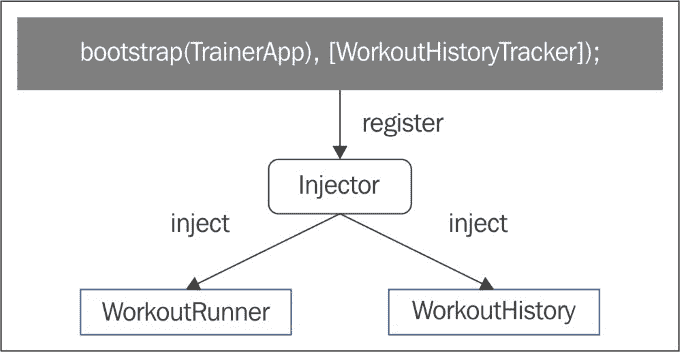 bootstrap(TrainerApp), [WorkoutHistoryTracker]);
register
Injector
inject
inject
WorkoutRunner
WorkoutHistory